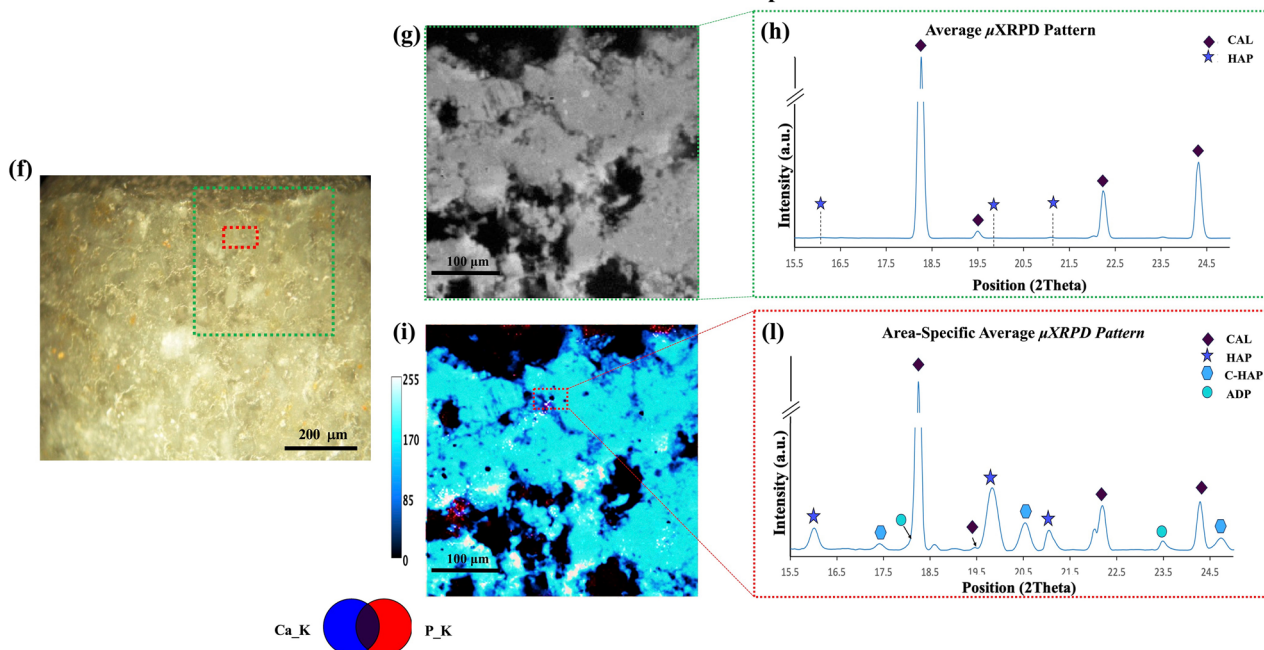 (f)
200 μm
(g)
100 μm
(h)
Average μXRPD Pattern
CAL
HAP
Intensity (a.u.)
15.5 16.5 17.5 18.5 19.5 20.5 21.5 22.5 23.5 24.5
Position (2Theta)
(i)
255
170
85
0
100 μm
Ca_K
P_K
(l)
Area-Specific Average μXRPD Pattern
CAL
HAP
C-HAP
ADP
Intensity (a.u.)
15.5 16.5 17.5 18.5 19.5 20.5 21.5 22.5 23.5 24.5
Position (2Theta)